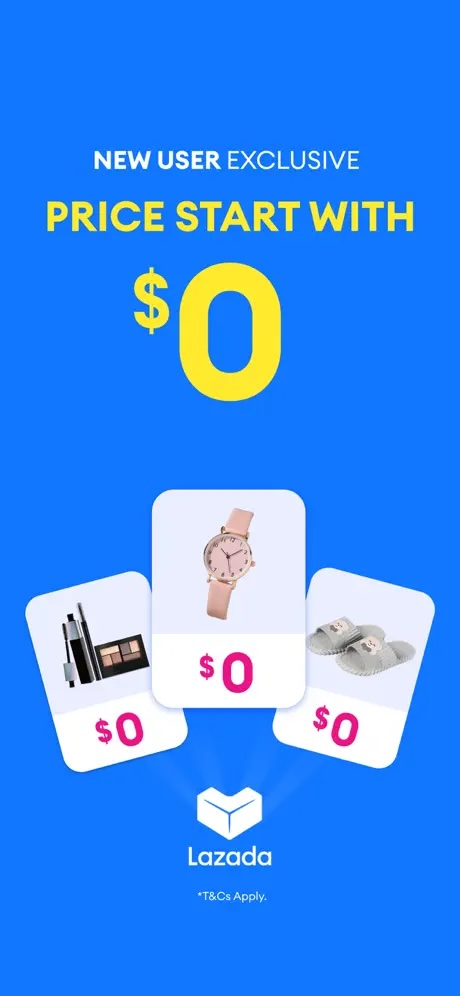 NEW USER EXCLUSIVE
PRICE START WITH
$0
$0
$0
$0
Lazada
*T&Cs Apply.